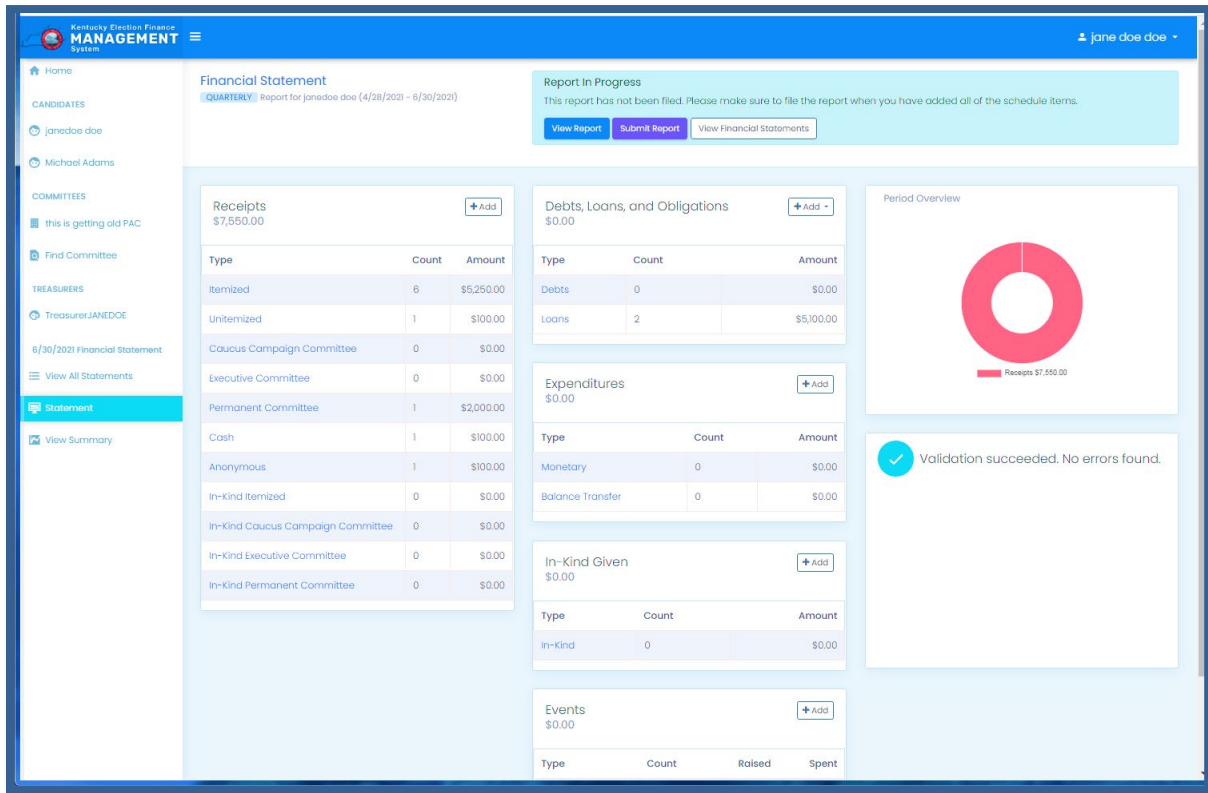 Kentucky Election Finance
MANAGEMENT
System
jane doe doe
Home
CANDIDATES
janedoe doe
Michael Adams
COMMITTEES
this is getting old PAC
Find Committee
TREASURERS
TreasurerJANEDOE
6/30/2021 Financial Statement
View All Statements
Statement
View Summary
Financial Statement
QUARTERLY Report for janedoe doe (4/28/2021 - 6/30/2021)
Report In Progress
This report has not been filed. Please make sure to file the report when you have added all of the schedule items.
View Report Submit Report View Financial Statements
Receipts
+ Add
$7,550.00
Type Count Amount
Itemized 6 $5,250.00
Unitemized 1 $100.00
Caucus Campaign Committee 0 $0.00
Executive Committee 0 $0.00
Permanent Committee 1 $2,000.00
Cash 1 $100.00
Anonymous 1 $100.00
In-Kind Itemized 0 $0.00
In-Kind Caucus Campaign Committee 0 $0.00
In-Kind Executive Committee 0 $0.00
In-Kind Permanent Committee 0 $0.00
Debts, Loans, and Obligations
+ Add
$0.00
Type Count Amount
Debts 0 $0.00
Loans 2 $5,100.00
Expenditures
+ Add
$0.00
Type Count Amount
Monetary 0 $0.00
Balance Transfer 0 $0.00
In-Kind Given
+ Add
$0.00
Type Count Amount
In-Kind 0 $0.00
Events
+ Add
$0.00
Type Count Raised Spent
Period Overview
Receipts $7,550.00
Validation succeeded. No errors found.